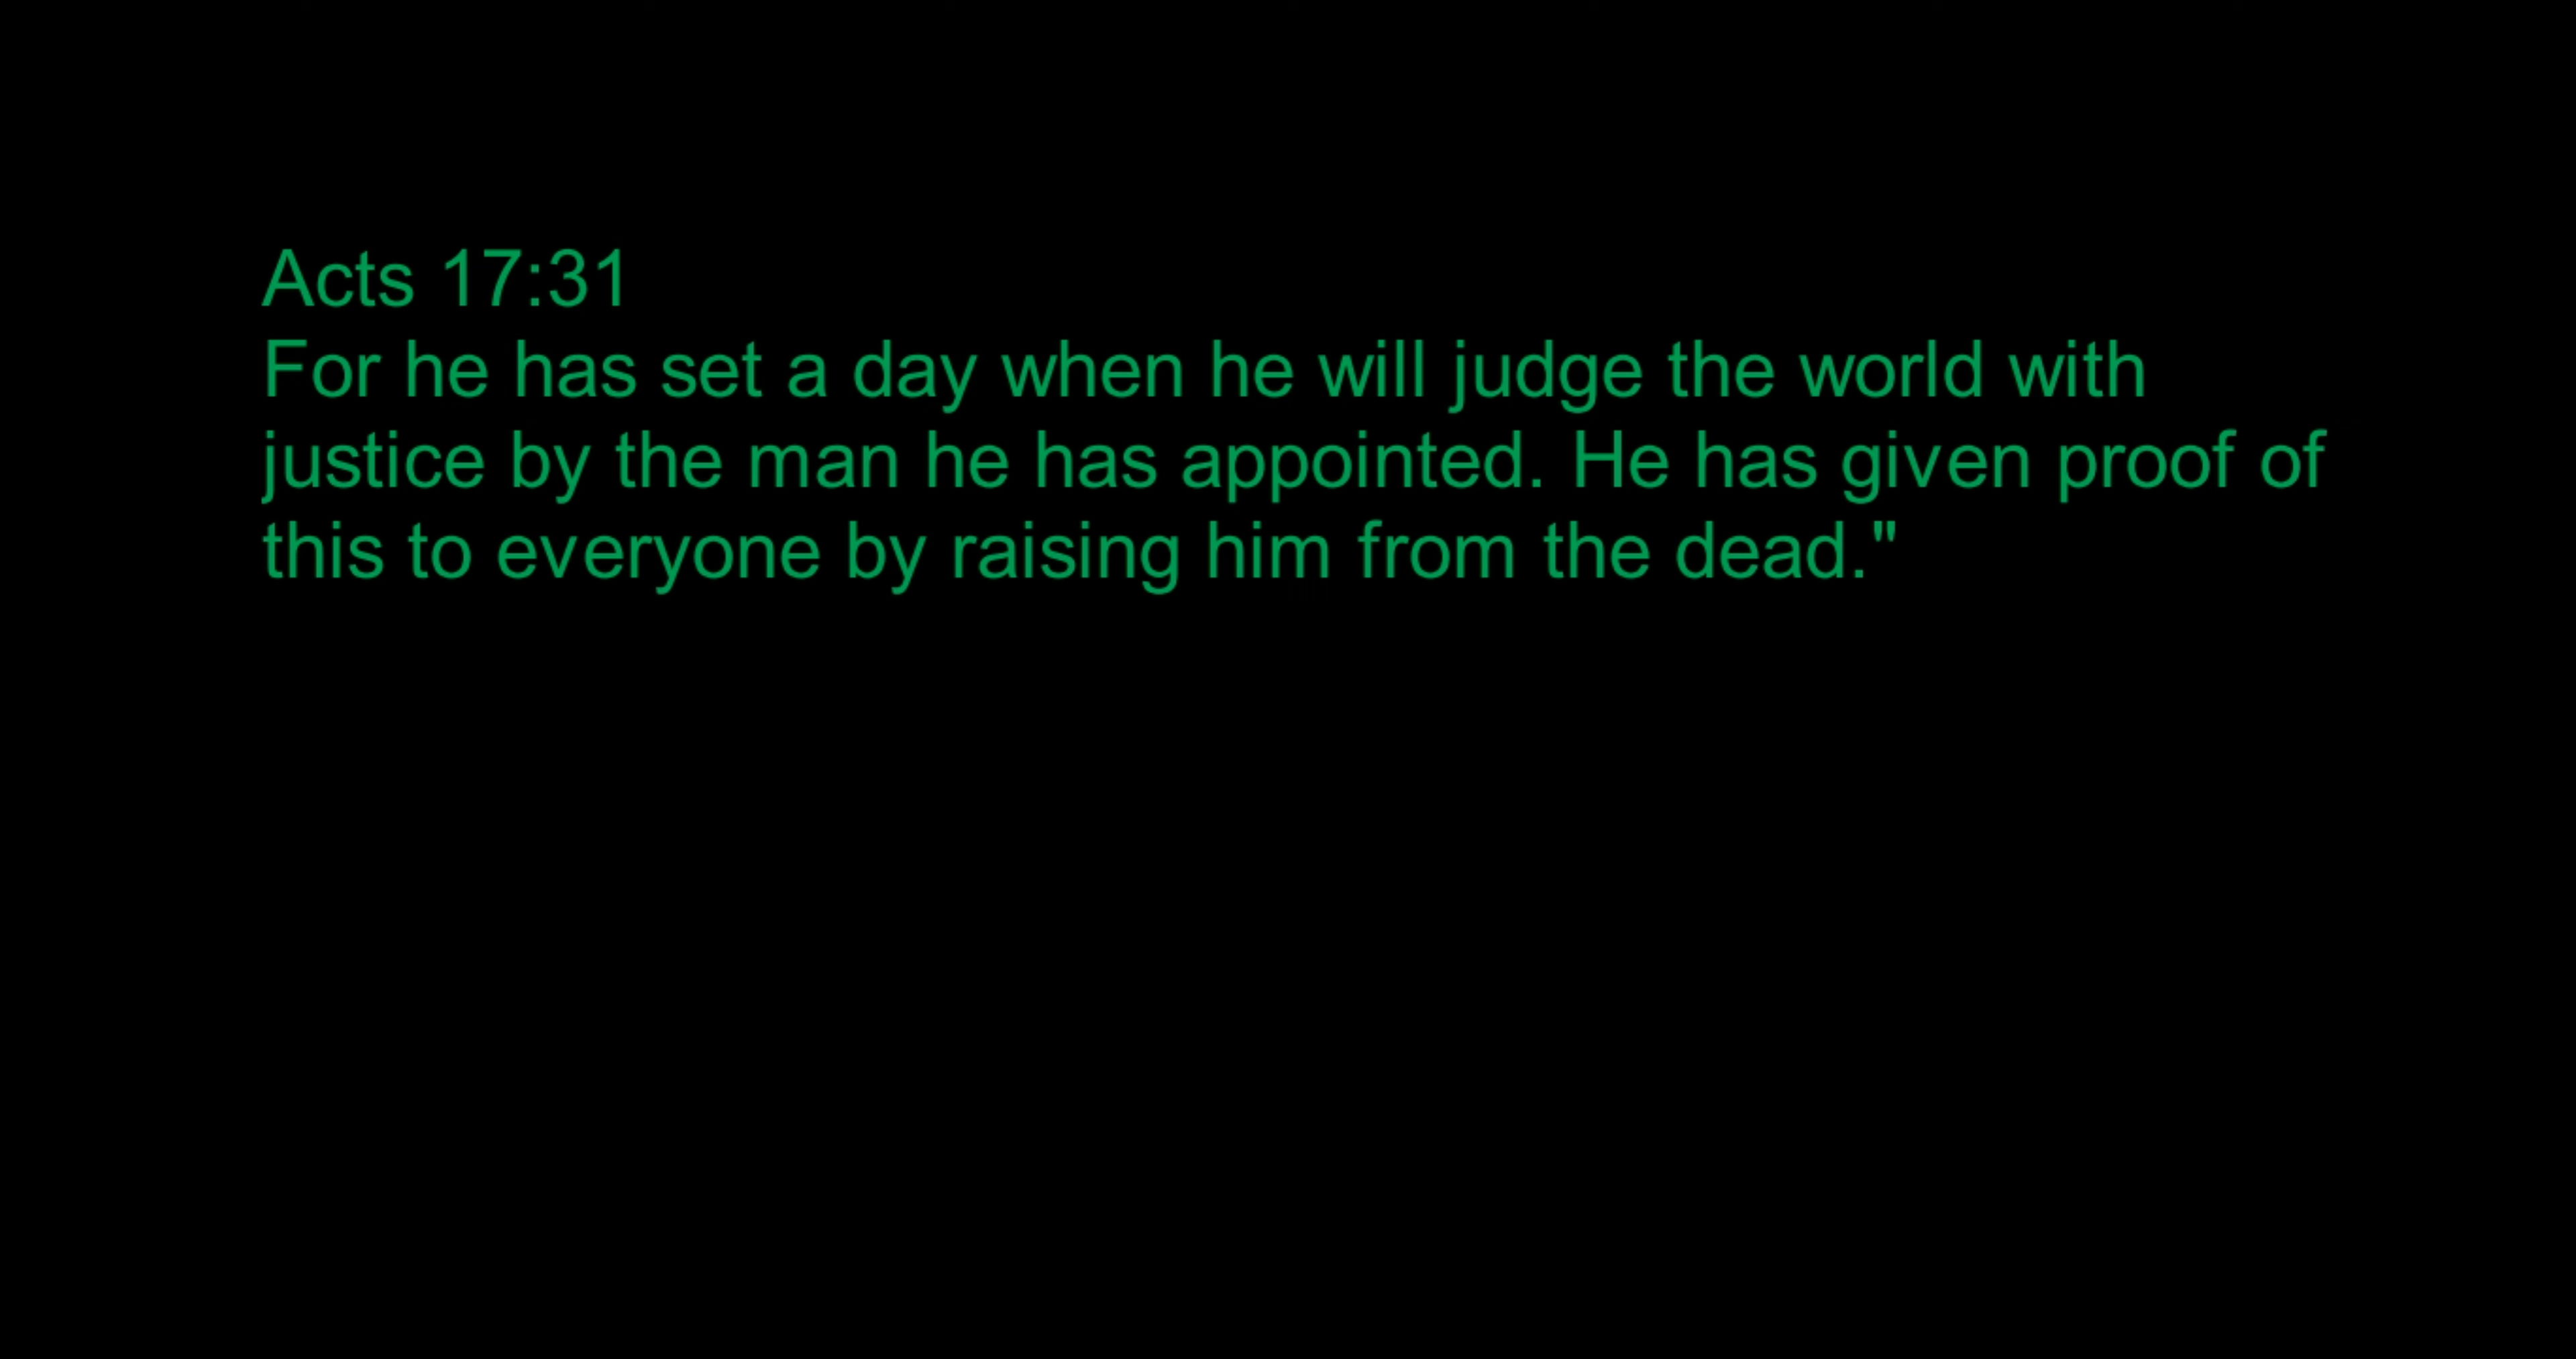 Acts 17:31
For he has set a day when he will judge the world with
justice by the man he has appointed. He has given proof of
this to everyone by raising him from the dead."